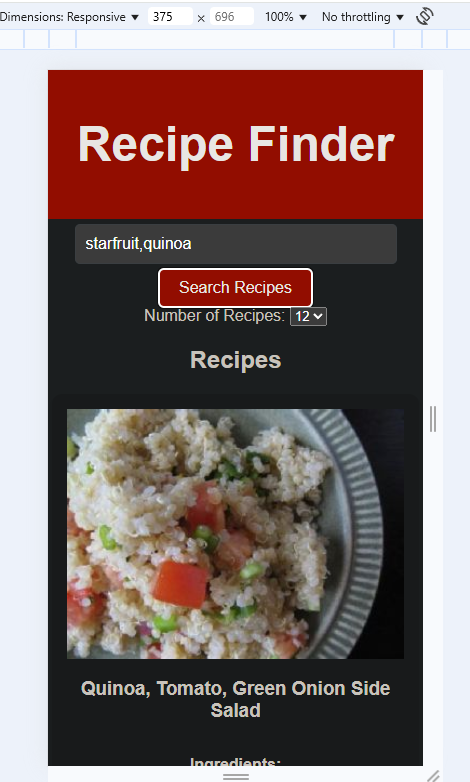 Dimensions: Responsive ▼ 375 × 696 100% ▼ No throttling ▼
Recipe Finder
starfruit,quinoa
Search Recipes
Number of Recipes: 12
Recipes
Quinoa, Tomato, Green Onion Side
Salad
Ingredients: